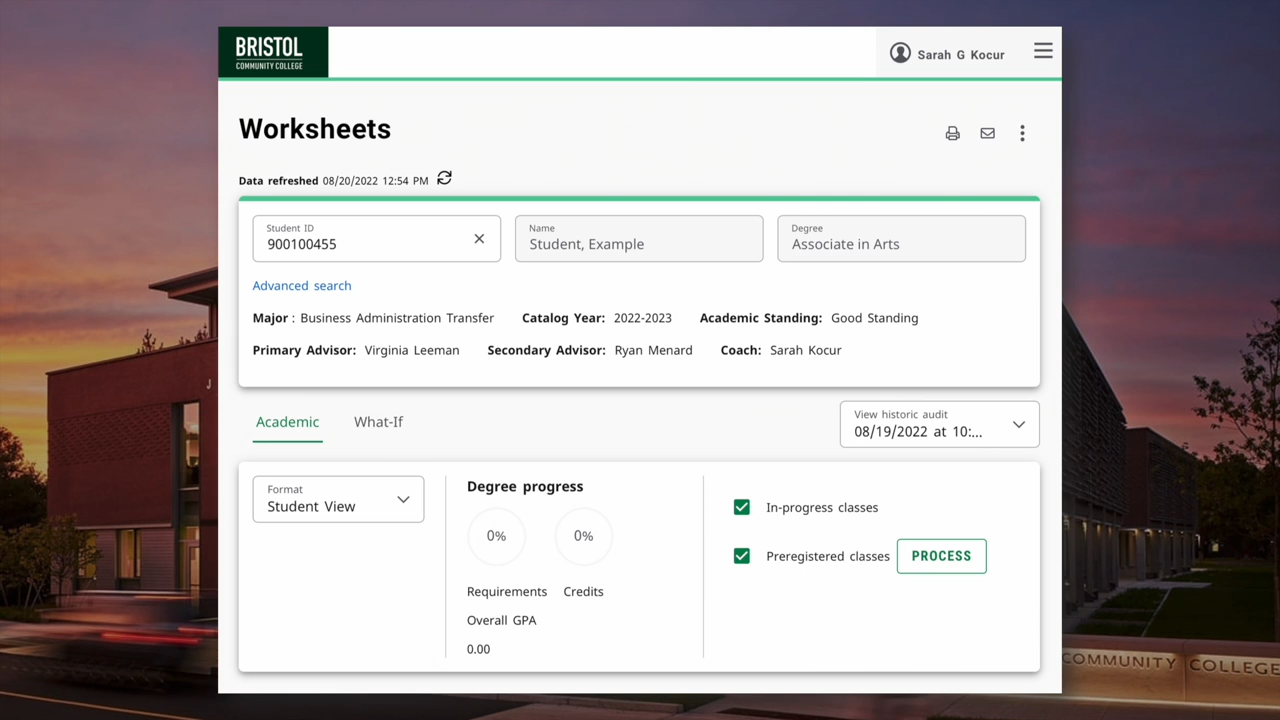 BRISTOL
COMMUNITY COLLEGE
Sarah G Kocur
Worksheets
Data refreshed 08/20/2022 12:54 PM
Student ID
900100455
Name
Student, Example
Degree
Associate in Arts
Advanced search
Major : Business Administration Transfer Catalog Year: 2022-2023 Academic Standing: Good Standing
Primary Advisor: Virginia Leeman Secondary Advisor: Ryan Menard Coach: Sarah Kocur
J
Academic What-If
View historic audit
08/19/2022 at 10:...
Format
Student View
Degree progress
0% 0%
Requirements Credits
Overall GPA
0.00
In-progress classes
Preregistered classes PROCESS
COMMUNITY COLLEGE